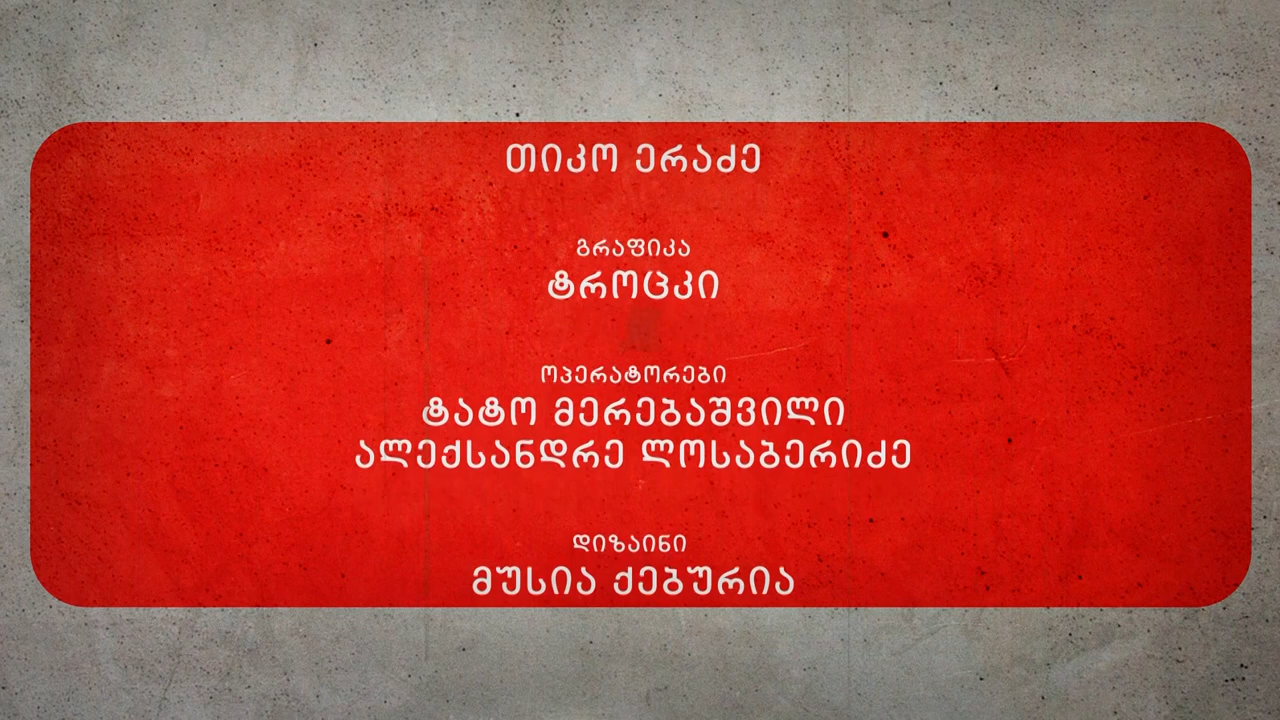 თიკო ერაძე
გრაფიკა
ტროცკი
ოპერატორები
ტატო მერებაშვილი
ალექსანდრე ლოსაბერიძე
დიზაინი
მუსია ქებურია